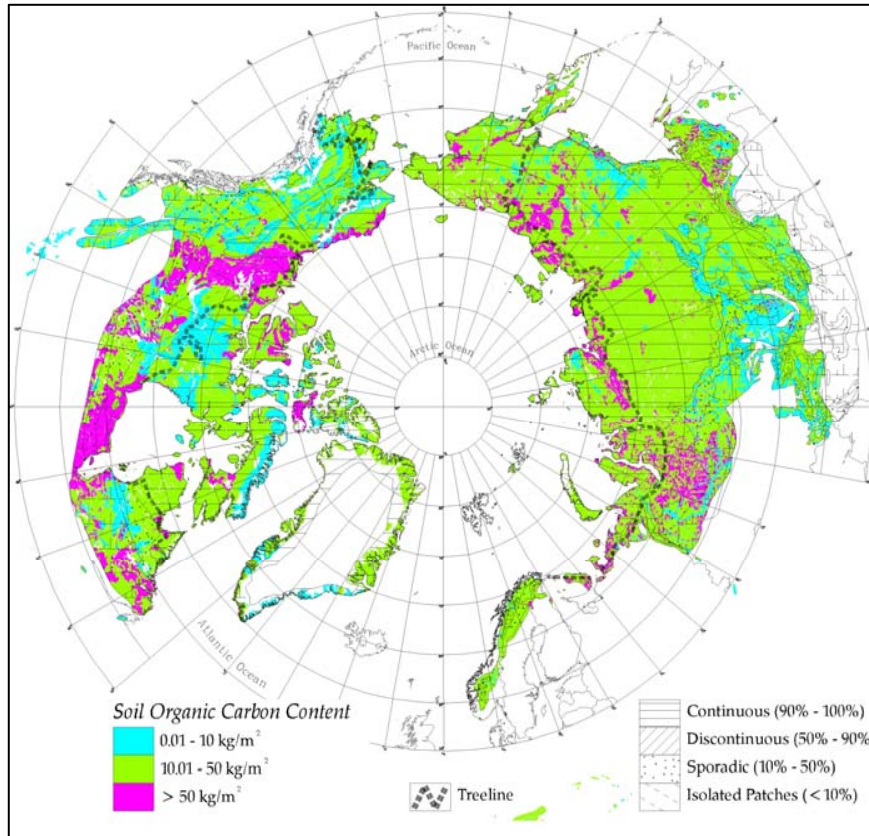 Pacific Ocean
Arctic Ocean
Atlantic Ocean
Soil Organic Carbon Content
0.01 - 10 kg/m²
10.01 - 50 kg/m²
> 50 kg/m²
Treeline
Continuous (90% - 100%)
Discontinuous (50% - 90%
Sporadic (10% - 50%)
Isolated Patches (< 10%)